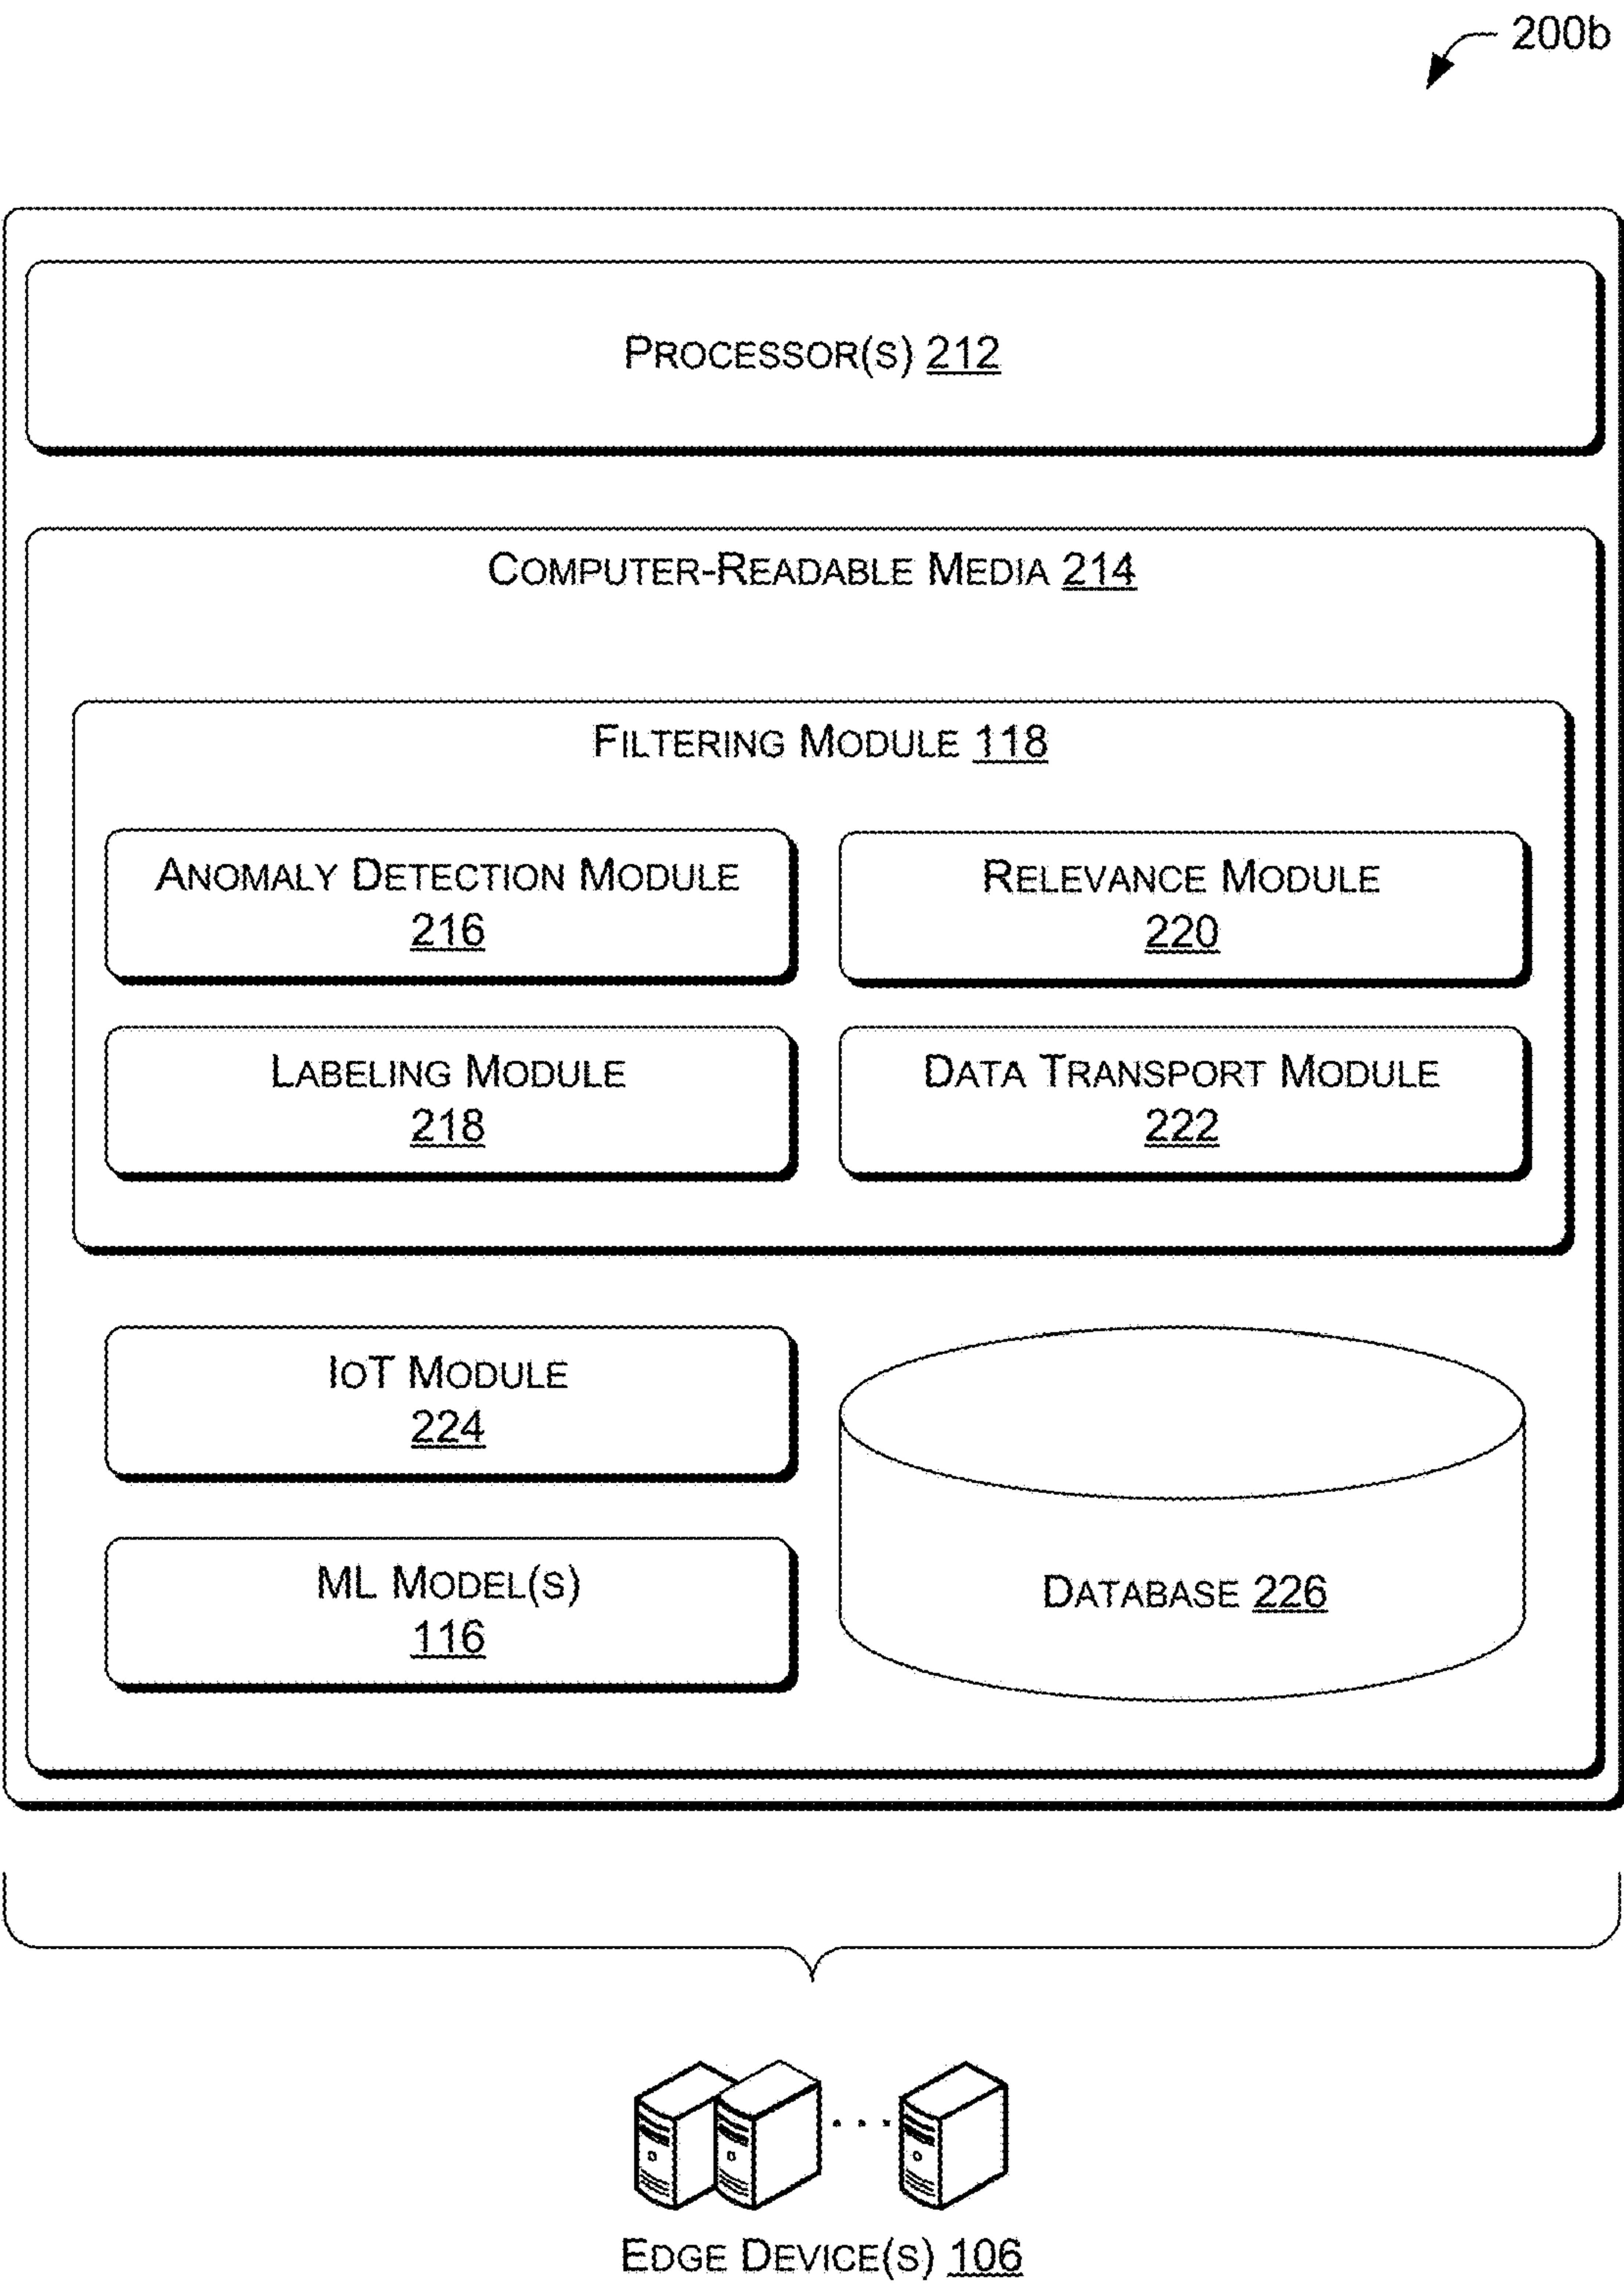 200b
PROCESSOR(S) 212
COMPUTER-READABLE MEDIA 214
FILTERING MODULE 118
ANOMALY DETECTION MODULE
216
RELEVANCE MODULE
220
LABELING MODULE
218
DATA TRANSPORT MODULE
222
IOT MODULE
224
ML MODEL(S)
116
DATABASE 226
EDGE DEVICE(S) 106